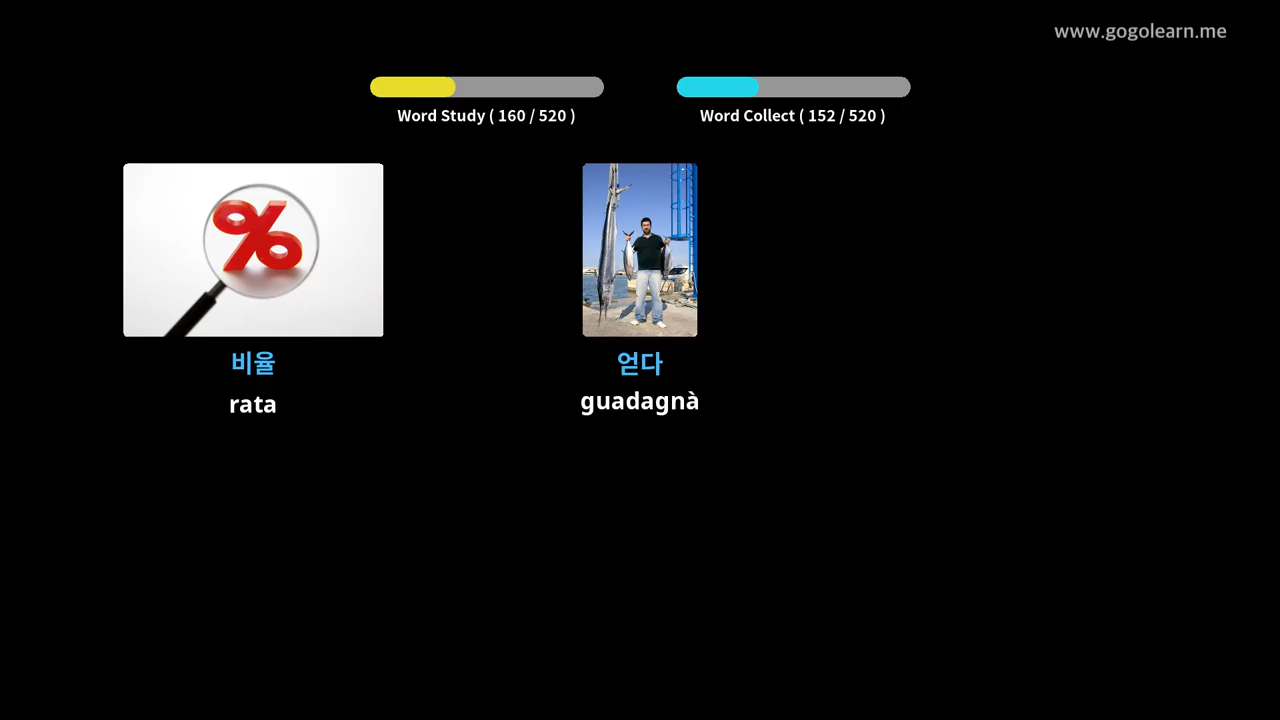 www.gogolearn.me
Word Study ( 160 / 520 )
Word Collect ( 152 / 520 )
%
비율
rata
얻다
guadagnà